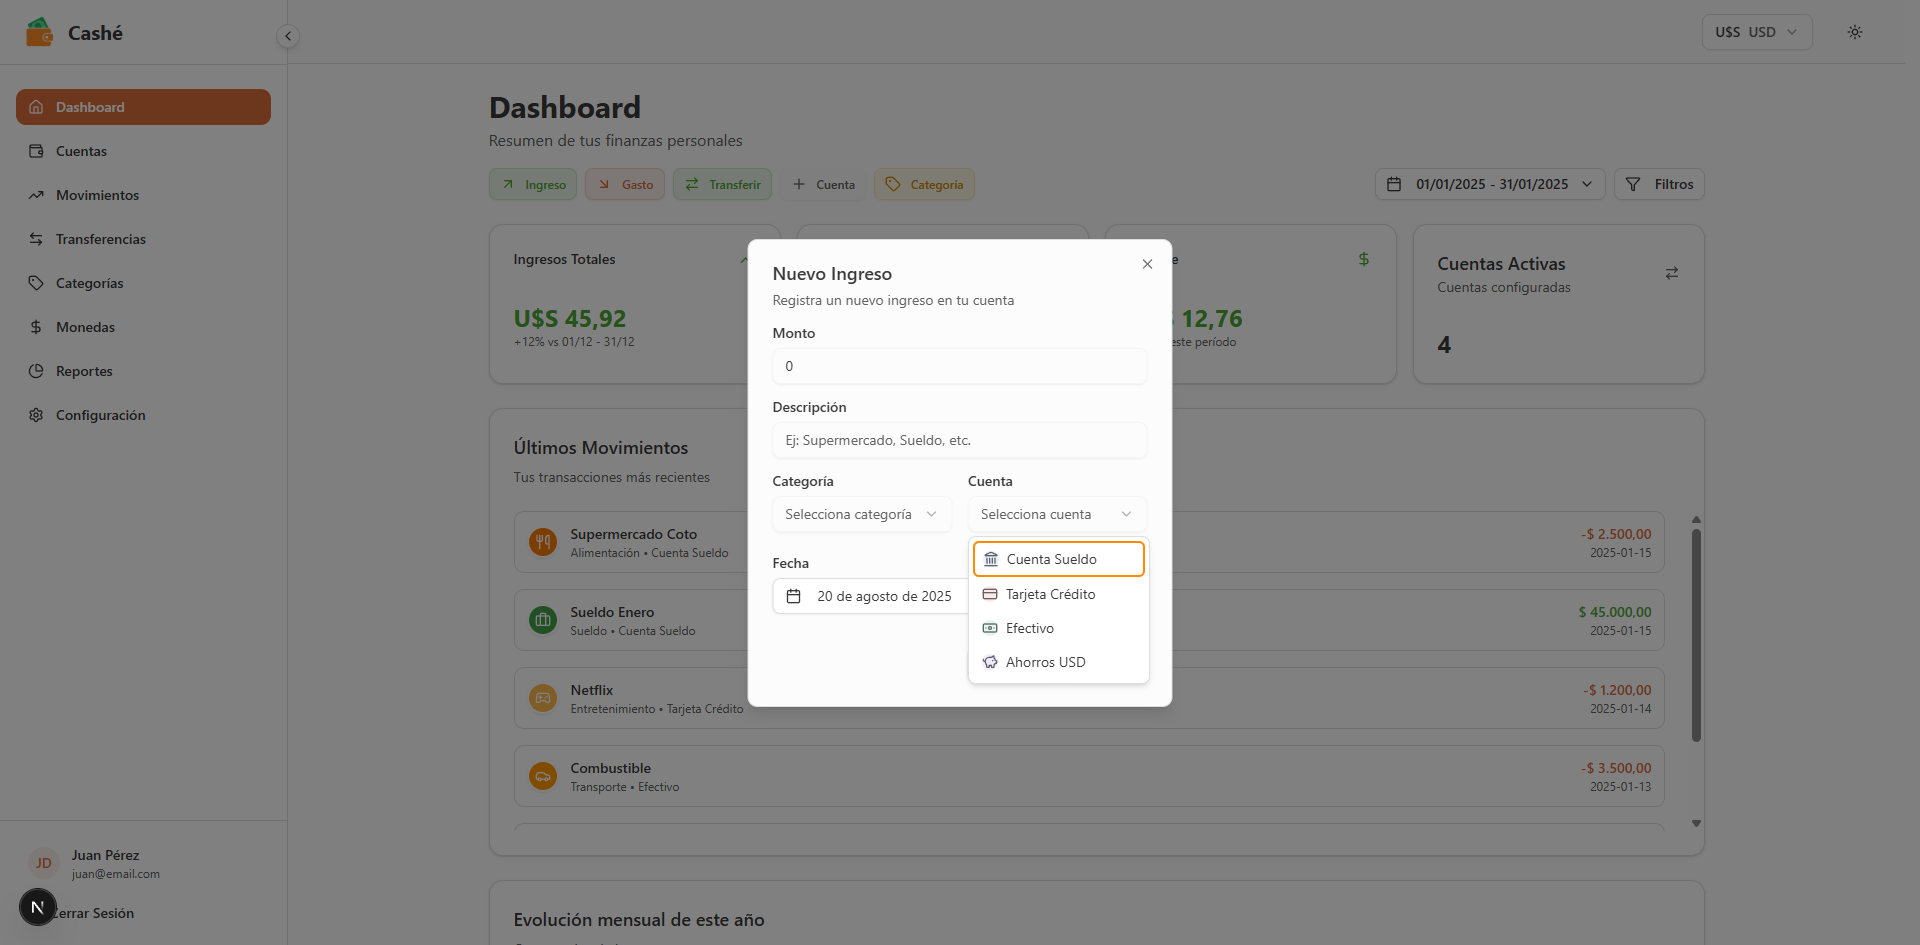 Cashé
U$S USD
Dashboard
Cuentas
Movimientos
Transferencias
Categorías
Monedas
Reportes
Configuración
Juan Pérez
JD
juan@email.com
N
errar Sesión
Dashboard
Resumen de tus finanzas personales
Ingreso
Gasto
Transferir
Cuenta
Categoría
01/01/2025 - 31/01/2025
Filtros
Ingresos Totales
U$S 45,92
+12% vs 01/12 - 31/12
e
$
12,76
este período
Cuentas Activas
Cuentas configuradas
4
Nuevo Ingreso
Registra un nuevo ingreso en tu cuenta
Monto
0
Descripción
Ej: Supermercado, Sueldo, etc.
Categoría
Cuenta
Selecciona categoría
Selecciona cuenta
Cuenta Sueldo
Tarjeta Crédito
Efectivo
Ahorros USD
Fecha
20 de agosto de 2025
Últimos Movimientos
Tus transacciones más recientes
Supermercado Coto
Alimentación • Cuenta Sueldo
-$ 2.500,00
2025-01-15
Sueldo Enero
Sueldo • Cuenta Sueldo
$ 45.000,00
2025-01-15
Netflix
Entretenimiento • Tarjeta Crédito
-$ 1.200,00
2025-01-14
Combustible
Transporte • Efectivo
-$ 3.500,00
2025-01-13
Evolución mensual de este año